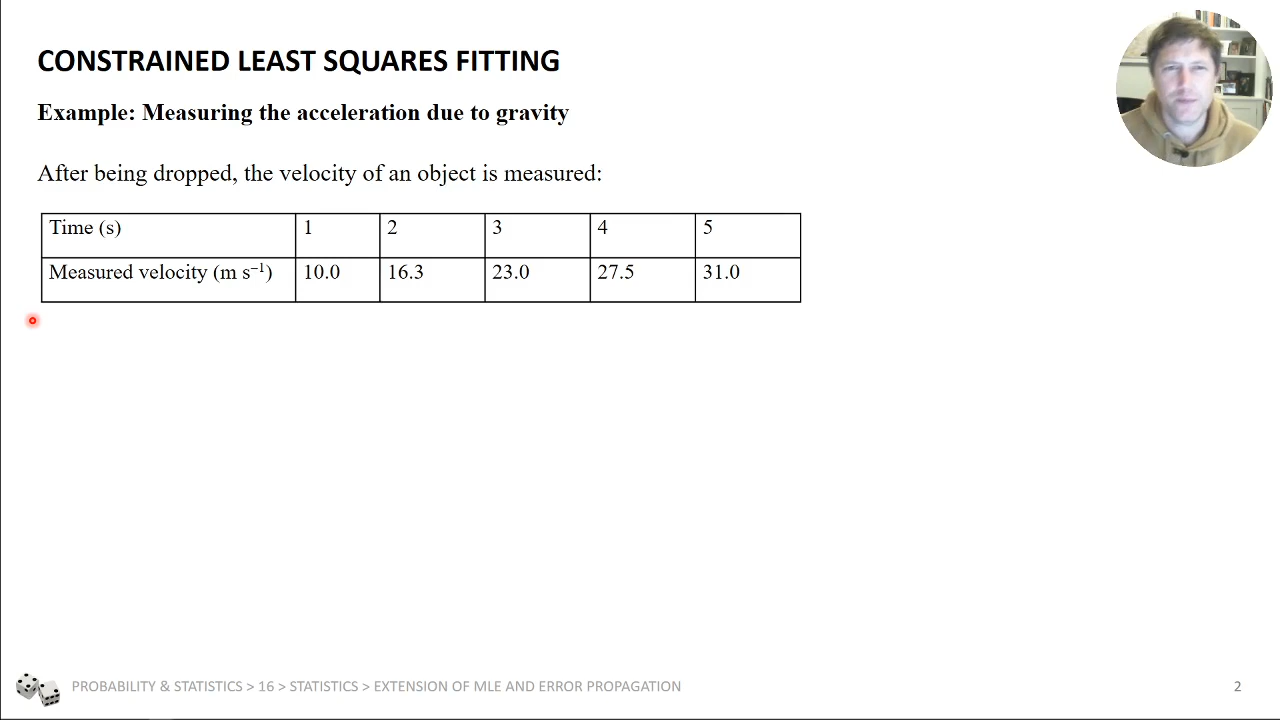 CONSTRAINED LEAST SQUARES FITTING
Example: Measuring the acceleration due to gravity
After being dropped, the velocity of an object is measured:
Time (s) 1 2 3 4 5
Measured velocity (m s⁻¹) 10.0 16.3 23.0 27.5 31.0
PROBABILITY & STATISTICS > 16 > STATISTICS > EXTENSION OF MLE AND ERROR PROPAGATION 2